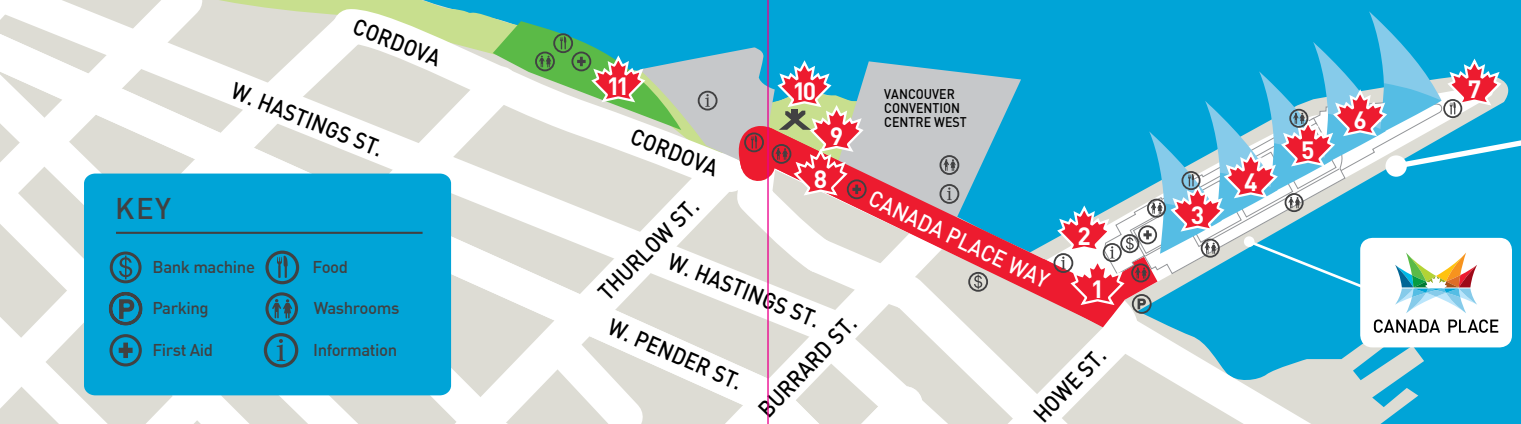 CORDOVA
W. HASTINGS ST.
11
i
CORDOVA
10
9
8
VANCOUVER
CONVENTION
CENTRE WEST
i
CANADA PLACE WAY
7
6
5
4
3
2
i
i
$
1
$
P
CANADA PLACE
THURLOW ST.
W. HASTINGS ST.
W. PENDER ST.
BURRARD ST.
HOWE ST.
KEY
$ Bank machine
Food
P Parking
Washrooms
First Aid
i Information